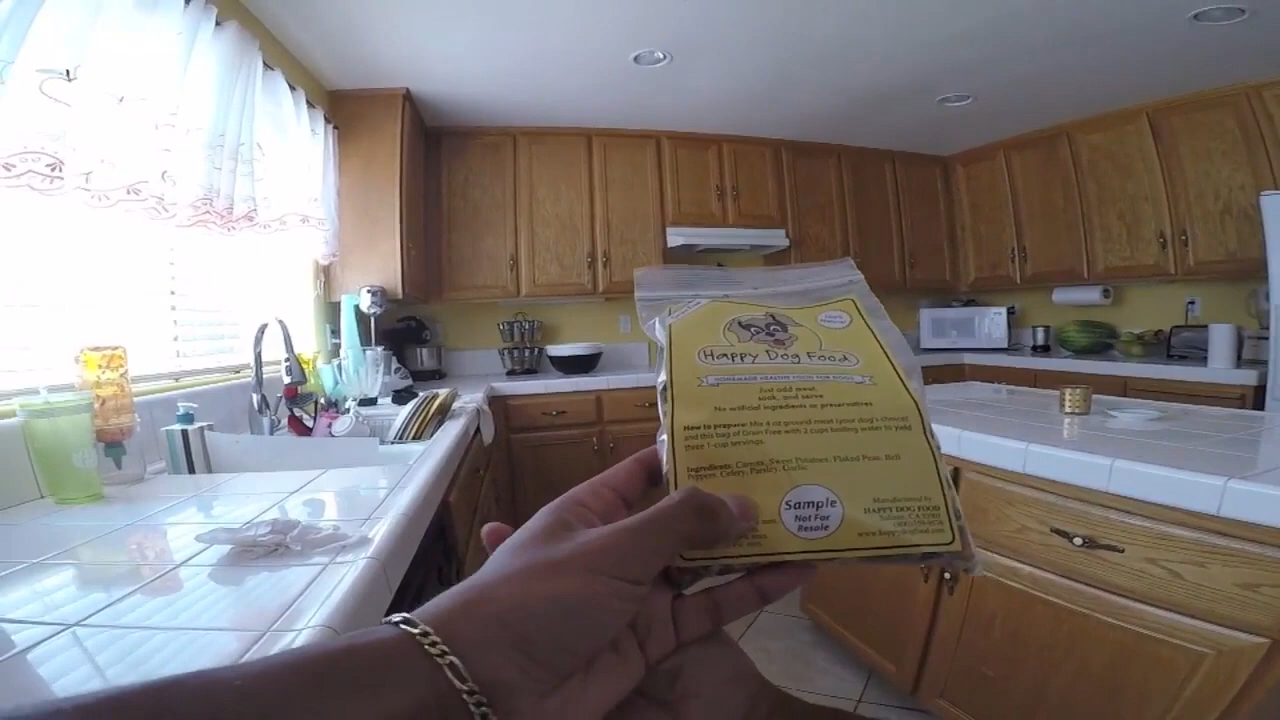 Happy Dog Food
HOMEMADE HEALTHY FOOD FOR DOGS
Just add meat
soak, and serve
No artificial ingredients or preservatives
How to prepare: Mix 4 oz ground meat (your dog's choice)
and this bag of Grain Free with 2 cups boiling water to yield
three 1-cup servings.
Ingredients: Carrots, Sweet Potatoes, Flaked Peas, Bell
Peppers, Celery, Parsley, Garlic
Sample
Not For
Resale
Manufactured by
HAPPY DOG FOOD
www.happydogfood.com